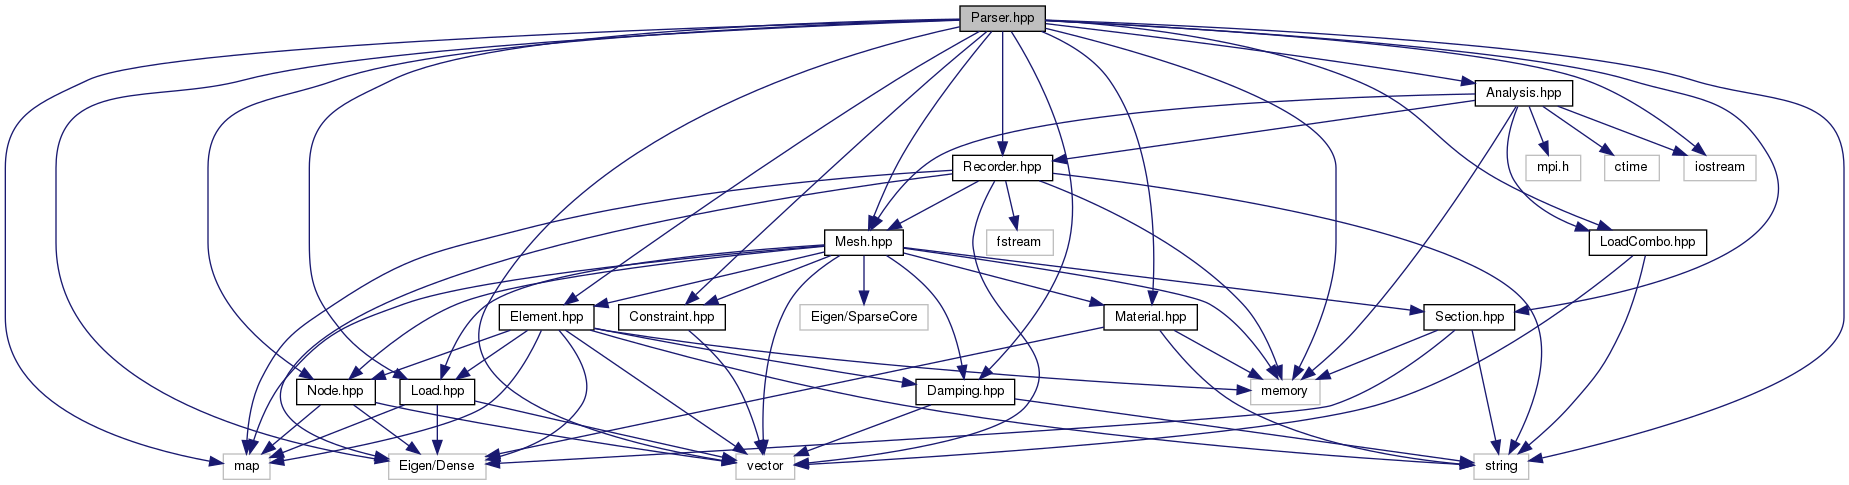 Parser.hpp
Analysis.hpp
Recorder.hpp
mpi.h
ctime
iostream
Mesh.hpp
fstream
LoadCombo.hpp
Element.hpp
Constraint.hpp
Eigen/SparseCore
Material.hpp
Section.hpp
Node.hpp
Load.hpp
Damping.hpp
memory
map
Eigen/Dense
vector
string